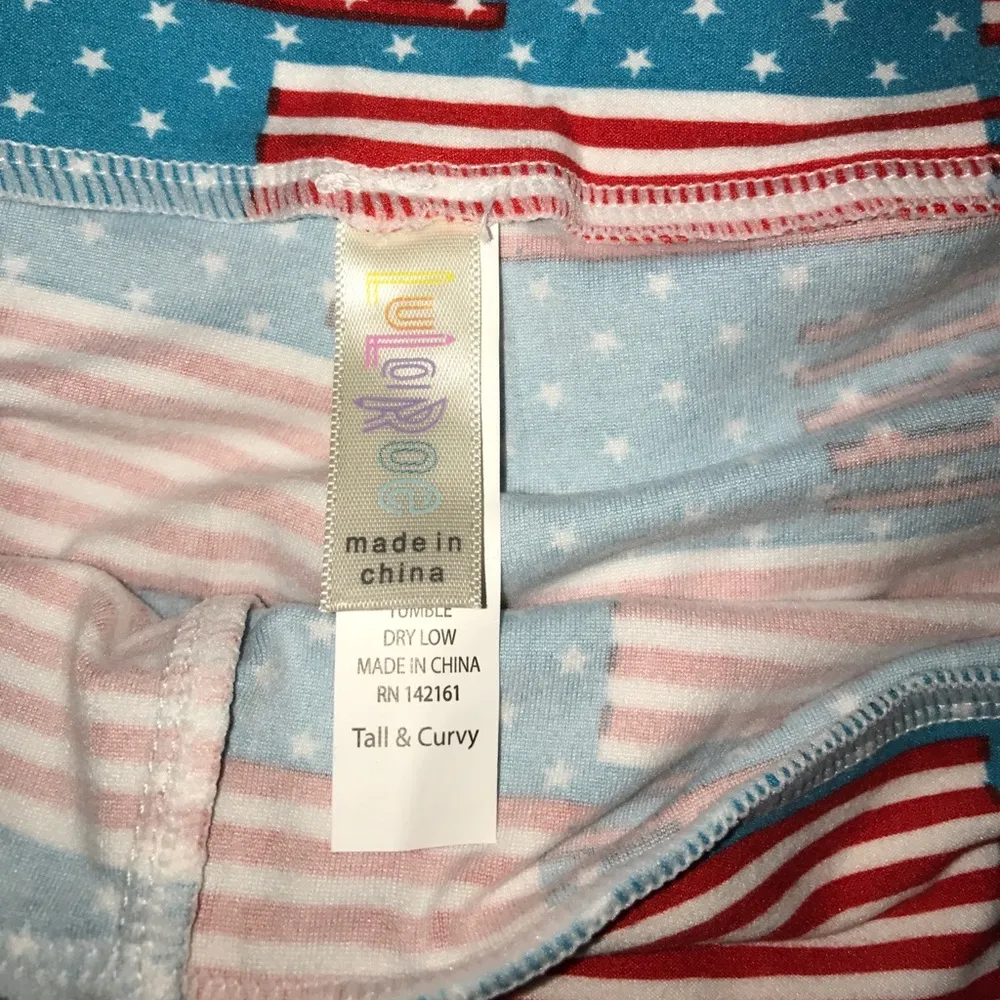 LuLaRoe
made in
china
TUMBLE
DRY LOW
MADE IN CHINA
RN 142161
Tall & Curvy